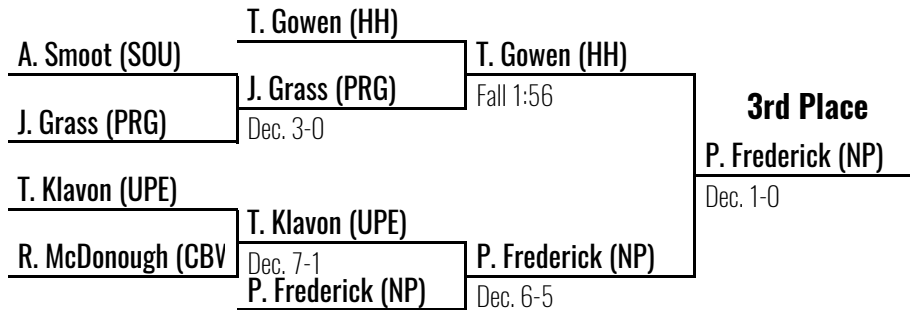 T. Gowen (HH)
A. Smoot (SOU)
T. Gowen (HH)
J. Grass (PRG)
Fall 1:56
3rd Place
J. Grass (PRG)
Dec. 3-0
P. Frederick (NP)
T. Klavon (UPE)
Dec. 1-0
T. Klavon (UPE)
R. McDonough (CBV
Dec. 7-1
P. Frederick (NP)
P. Frederick (NP)
Dec. 6-5